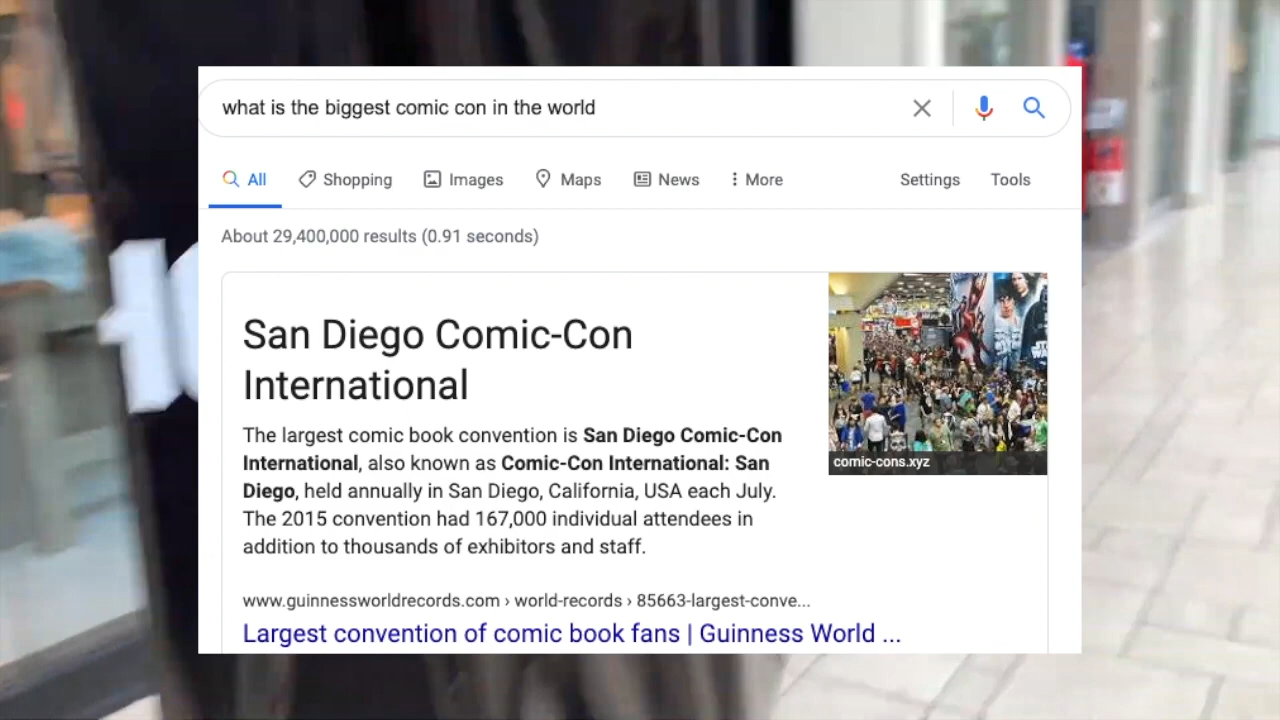 what is the biggest comic con in the world
All Shopping Images Maps News More Settings Tools
About 29,400,000 results (0.91 seconds)
San Diego Comic-Con
International
The largest comic book convention is San Diego Comic-Con
International, also known as Comic-Con International: San
Diego, held annually in San Diego, California, USA each July.
The 2015 convention had 167,000 individual attendees in
addition to thousands of exhibitors and staff.
comic-cons.xyz
www.guinnessworldrecords.com › world-records › 85663-largest-conve...
Largest convention of comic book fans | Guinness World ...